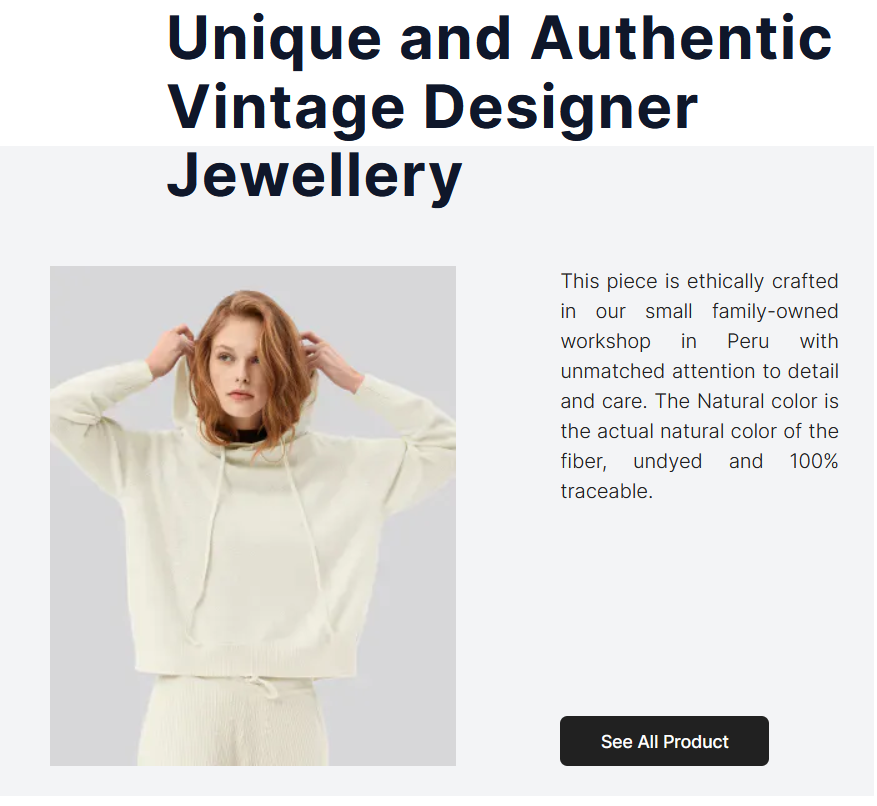 Unique and Authentic
Vintage Designer
Jewellery
This piece is ethically crafted
in our small family-owned
workshop in Peru with
unmatched attention to detail
and care. The Natural color is
the actual natural color of the
fiber, undyed and 100%
traceable.
See All Product